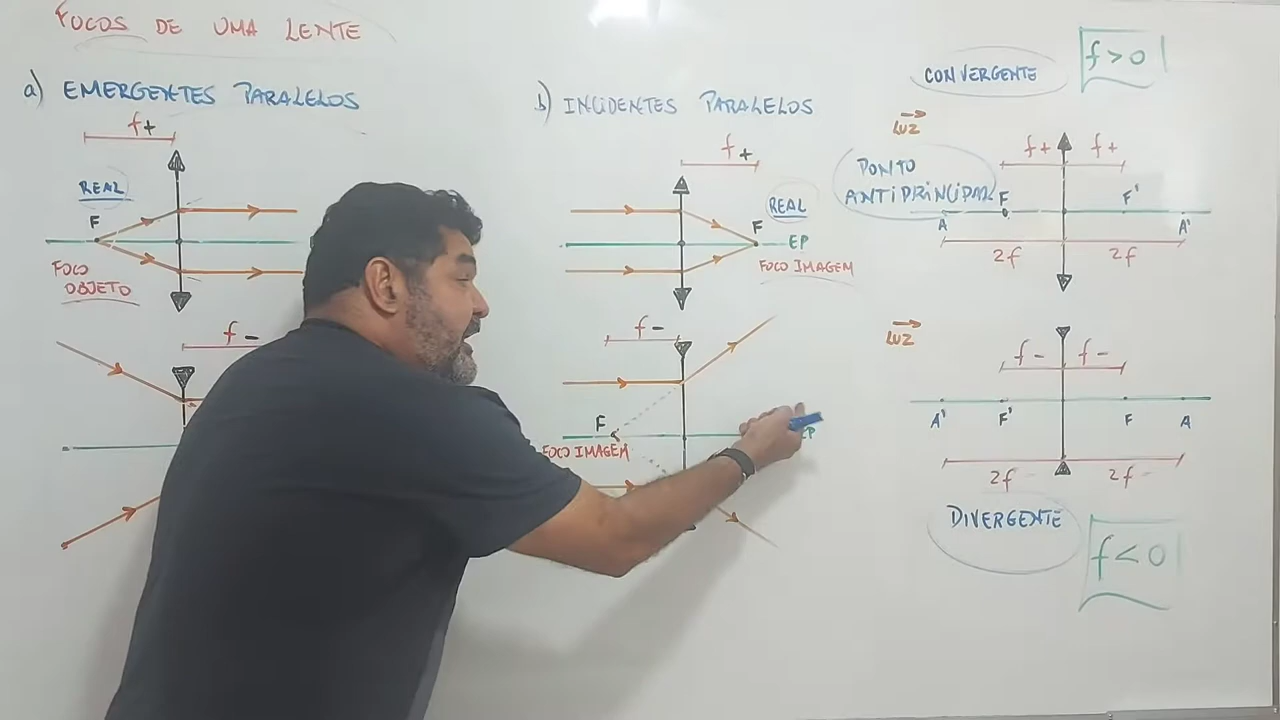 FOCOS DE UMA LENTE
a) EMERGENTES PARALELOS
f+
REAL
F
FOCO
OBJETO
f-
b) INCIDENTES PARALELOS
f+
REAL
F
EP
FOCO IMAGEM
f-
F
FOCO IMAGEM
EP
CONVERGENTE
f > 0
LUZ
PONTO
ANTIPRINCIPAL
f+ f+
F F'
A A'
2f 2f
LUZ
f- f-
A' F' F A
2f- 2f-
DIVERGENTE
f < 0